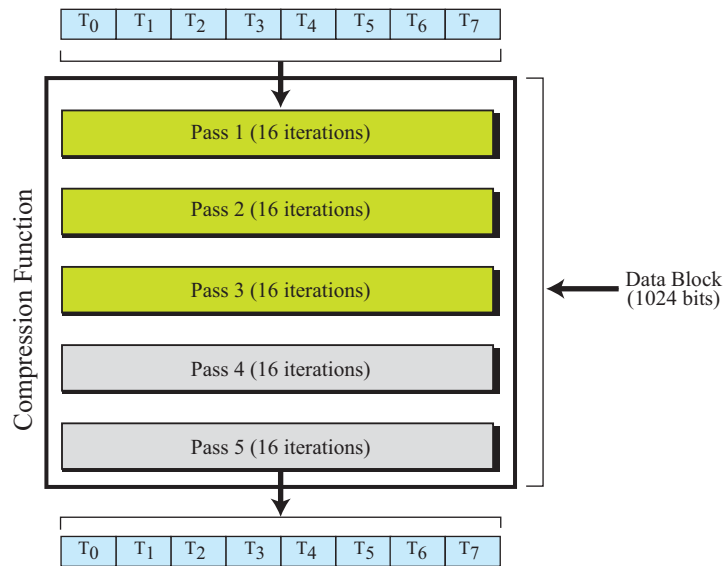 T0 T1 T2 T3 T4 T5 T6 T7
Pass 1 (16 iterations)
Pass 2 (16 iterations)
Pass 3 (16 iterations)
Pass 4 (16 iterations)
Pass 5 (16 iterations)
Compression Function
Data Block
(1024 bits)
T0 T1 T2 T3 T4 T5 T6 T7